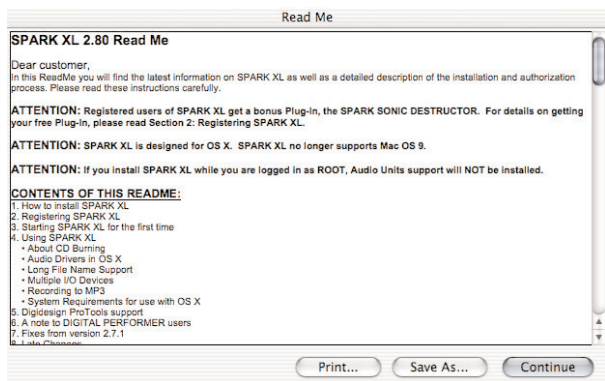 Read Me
SPARK XL 2.80 Read Me
Dear customer,
In this ReadMe you will find the latest information on SPARK XL as well as a detailed description of the installation and authorization
process. Please read these instructions carefully.
ATTENTION: Registered users of SPARK XL get a bonus Plug-In, the SPARK SONIC DESTRUCTOR. For details on getting
your free Plug-In, please read Section 2: Registering SPARK XL.
ATTENTION: SPARK XL is designed for OS X. SPARK XL no longer supports Mac OS 9.
ATTENTION: If you install SPARK XL while you are logged in as ROOT, Audio Units support will NOT be installed.
CONTENTS OF THIS README:
1. How to install SPARK XL
2. Registering SPARK XL
3. Starting SPARK XL for the first time
4. Using SPARK XL
• About CD Burning
• Audio Drivers in OS X
• Long File Name Support
• Multiple I/O Devices
• Recording to MP3
• System Requirements for use with OS X
5. Digidesign ProTools support
6. A note to DIGITAL PERFORMER users
7. Fixes from version 2.7.1
8. Late Changes
Print... Save As... Continue